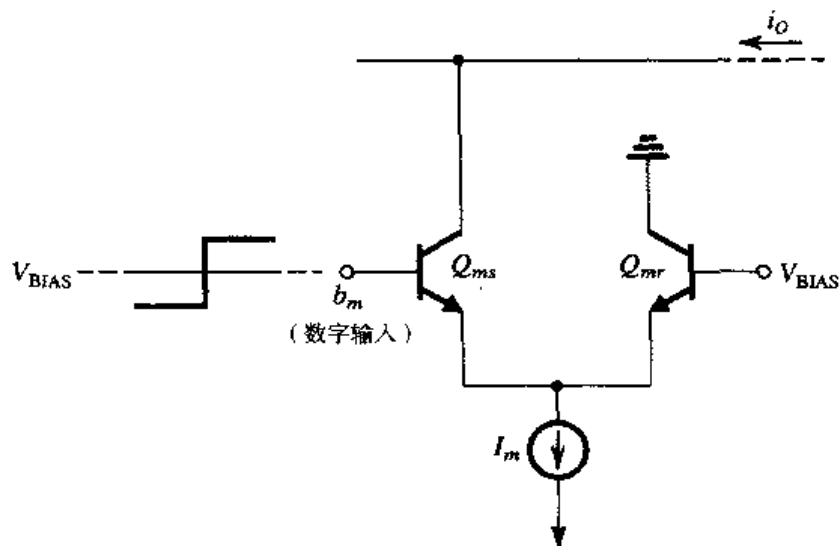 i_O
V_BIAS
b_m
（数字输入）
Q_ms
Q_mr
V_BIAS
I_m